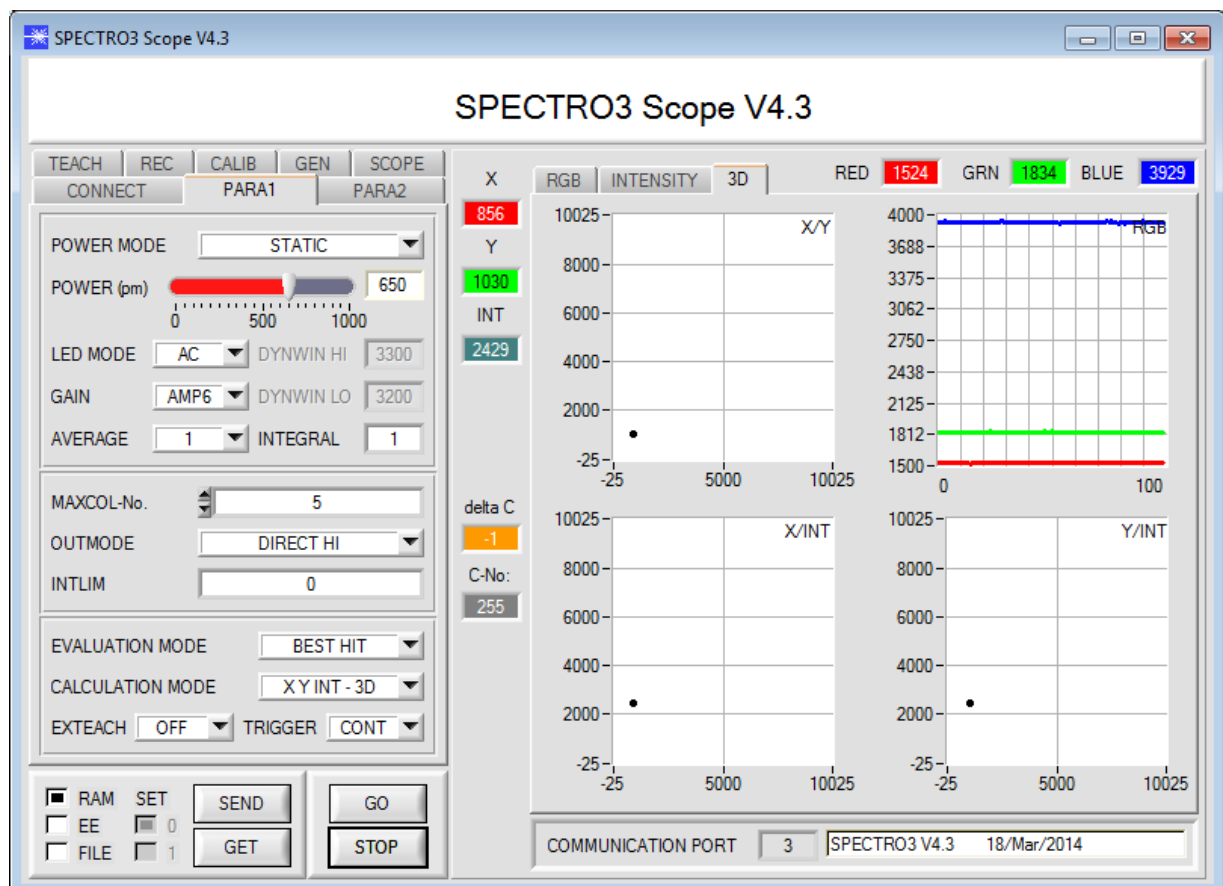 SPECTRO3 Scope V4.3
SPECTRO3 Scope V4.3
TEACH REC CALIB GEN SCOPE
CONNECT PARA1 PARA2
POWER MODE STATIC
POWER (pm) 650
0 500 1000
LED MODE AC DYNWIN HI 3300
GAIN AMP6 DYNWIN LO 3200
AVERAGE 1 INTEGRAL 1
MAXCOL-No. 5
OUTMODE DIRECT HI
INTLIM 0
EVALUATION MODE BEST HIT
CALCULATION MODE X Y INT - 3D
EXTEACH OFF TRIGGER CONT
RAM SET SEND GO
EE 0
FILE 1 GET STOP
X
856
Y
1030
INT
2429
delta C
-1
C-No:
255
RGB INTENSITY 3D RED 1524 GRN 1834 BLUE 3929
X/Y
10025
8000
6000
4000
2000
-25
-25 5000 10025
RGB
4000
3688
3375
3062
2750
2438
2125
1812
1500
0 100
X/INT
10025
8000
6000
4000
2000
-25
-25 5000 10025
Y/INT
10025
8000
6000
4000
2000
-25
-25 5000 10025
COMMUNICATION PORT 3 SPECTRO3 V4.3 18/Mar/2014